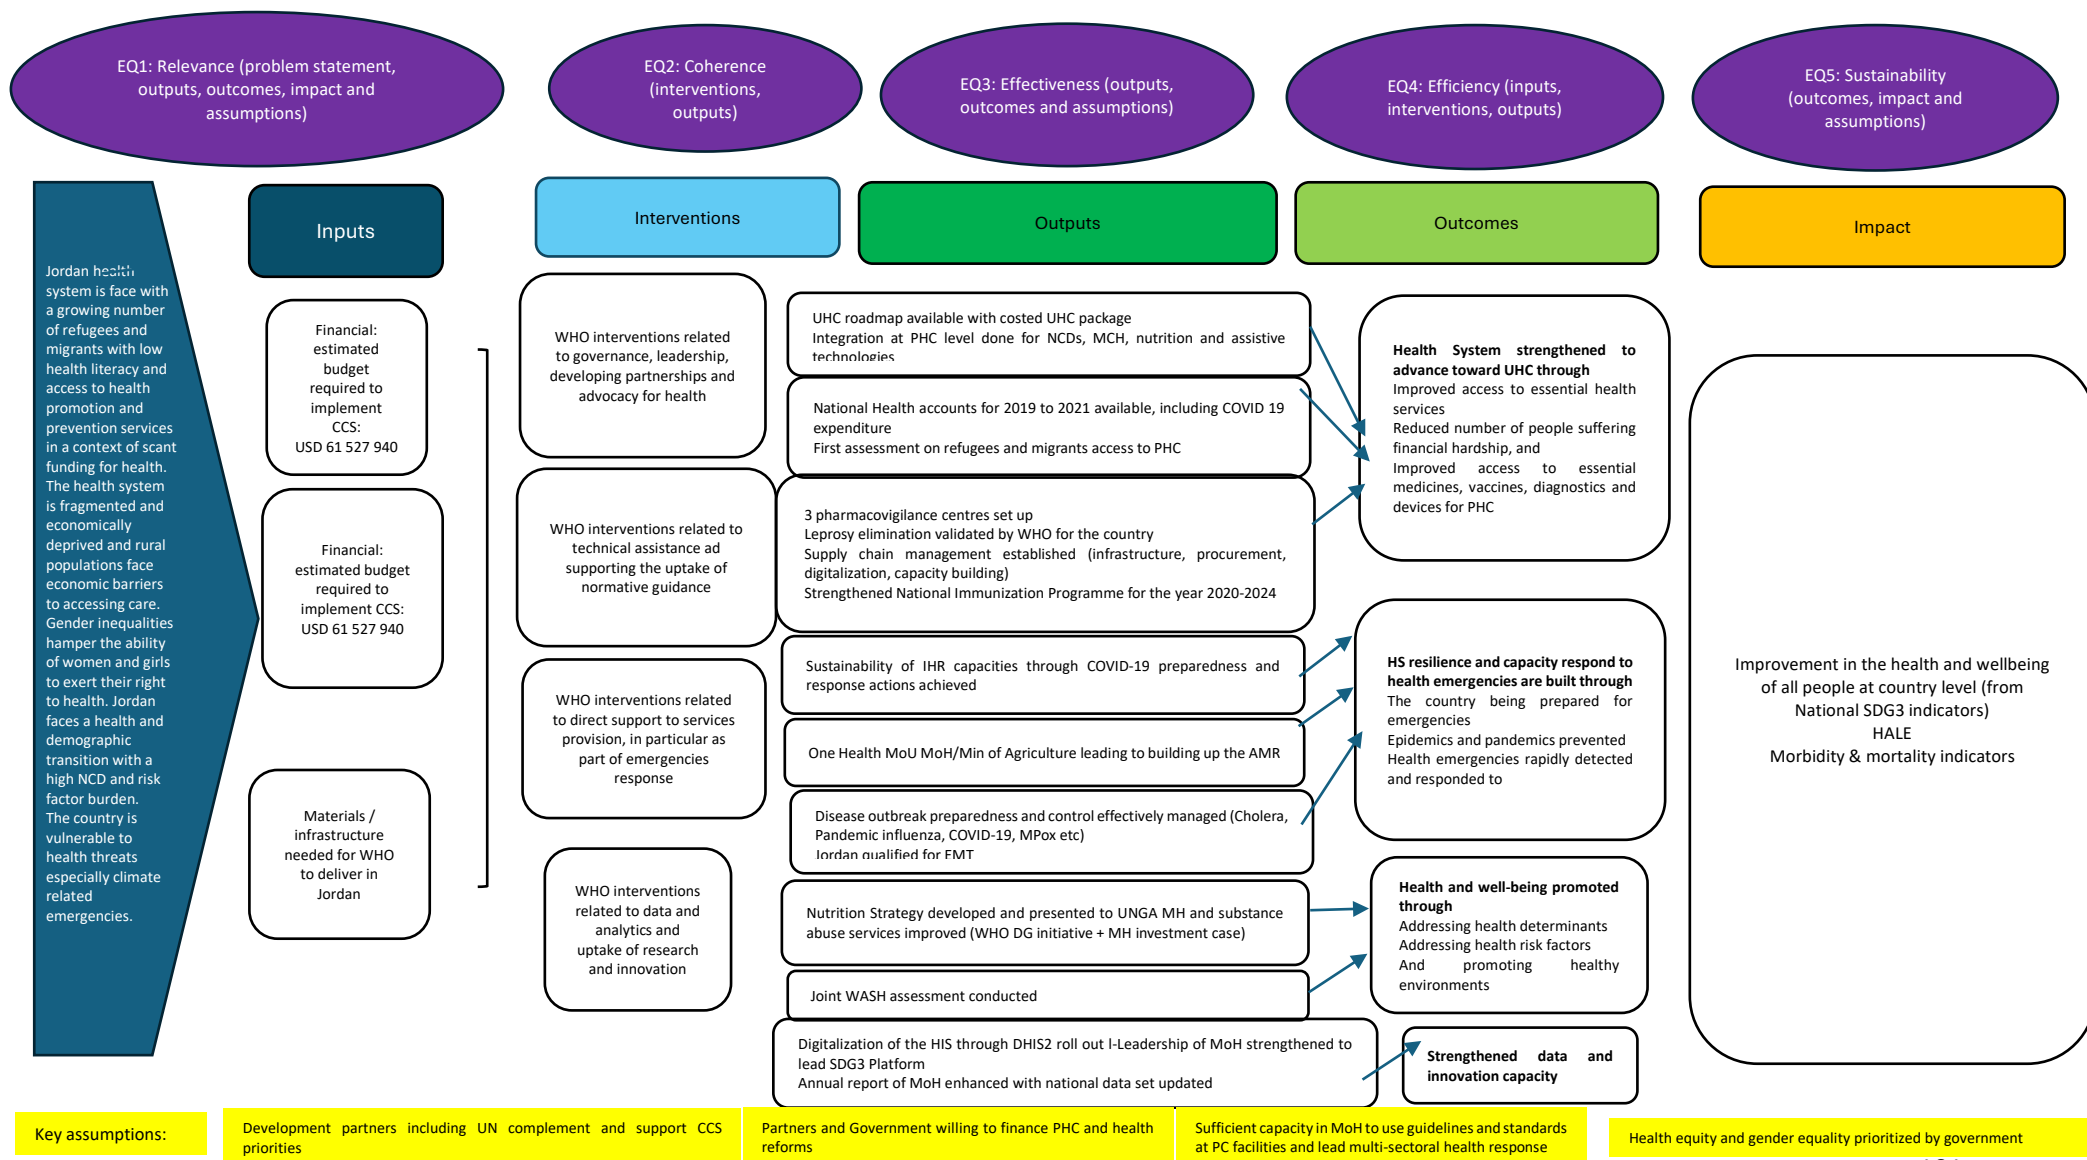 EQ1: Relevance (problem statement,
outputs, outcomes, impact and
assumptions)
EQ2: Coherence
(interventions,
outputs)
EQ3: Effectiveness (outputs,
outcomes and assumptions)
EQ4: Efficiency (inputs,
interventions, outputs)
EQ5: Sustainability
(outcomes, impact and
assumptions)
Jordan health
system is face with
a growing number
of refugees and
migrants with low
health literacy and
access to health
promotion and
prevention services
in a context of scant
funding for health.
The health system
is fragmented and
economically
deprived and rural
populations face
economic barriers
to accessing care.
Gender inequalities
hamper the ability
of women and girls
to exert their right
to health. Jordan
faces a health and
demographic
transition with a
high NCD and risk
factor burden.
The country is
vulnerable to
health threats
especially climate
related
emergencies.
Inputs
Financial:
estimated
budget
required to
implement
CCS:
USD 61 527 940
Financial:
estimated budget
required to
implement CCS:
USD 61 527 940
Materials /
infrastructure
needed for WHO
to deliver in
Jordan
Interventions
WHO interventions related
to governance, leadership,
developing partnerships and
advocacy for health
WHO interventions related to
technical assistance ad
supporting the uptake of
normative guidance
WHO interventions related
to direct support to services
provision, in particular as
part of emergencies
response
WHO interventions
related to data and
analytics and
uptake of research
and innovation
Outputs
UHC roadmap available with costed UHC package
Integration at PHC level done for NCDs, MCH, nutrition and assistive
technologies
National Health accounts for 2019 to 2021 available, including COVID 19
expenditure
First assessment on refugees and migrants access to PHC
3 pharmacovigilance centres set up
Leprosy elimination validated by WHO for the country
Supply chain management established (infrastructure, procurement,
digitalization, capacity building)
Strengthened National Immunization Programme for the year 2020-2024
Sustainability of IHR capacities through COVID-19 preparedness and
response actions achieved
One Health MoU MoH/Min of Agriculture leading to building up the AMR
Disease outbreak preparedness and control effectively managed (Cholera,
Pandemic influenza, COVID-19, MPox etc)
Jordan qualified for EMT
Nutrition Strategy developed and presented to UNGA MH and substance
abuse services improved (WHO DG initiative + MH investment case)
Joint WASH assessment conducted
Digitalization of the HIS through DHIS2 roll out l-Leadership of MoH strengthened to
lead SDG3 Platform
Annual report of MoH enhanced with national data set updated
Outcomes
Health System strengthened to
advance toward UHC through
Improved access to essential health
services
Reduced number of people suffering
financial hardship, and
Improved access to essential
medicines, vaccines, diagnostics and
devices for PHC
HS resilience and capacity respond to
health emergencies are built through
The country being prepared for
emergencies
Epidemics and pandemics prevented
Health emergencies rapidly detected
and responded to
Health and well-being promoted
through
Addressing health determinants
Addressing health risk factors
And promoting healthy
environments
Strengthened data and
innovation capacity
Impact
Improvement in the health and wellbeing
of all people at country level (from
National SDG3 indicators)
HALE
Morbidity & mortality indicators
Key assumptions:
Development partners including UN complement and support CCS
priorities
Partners and Government willing to finance PHC and health
reforms
Sufficient capacity in MoH to use guidelines and standards
at PC facilities and lead multi-sectoral health response
Health equity and gender equality prioritized by government